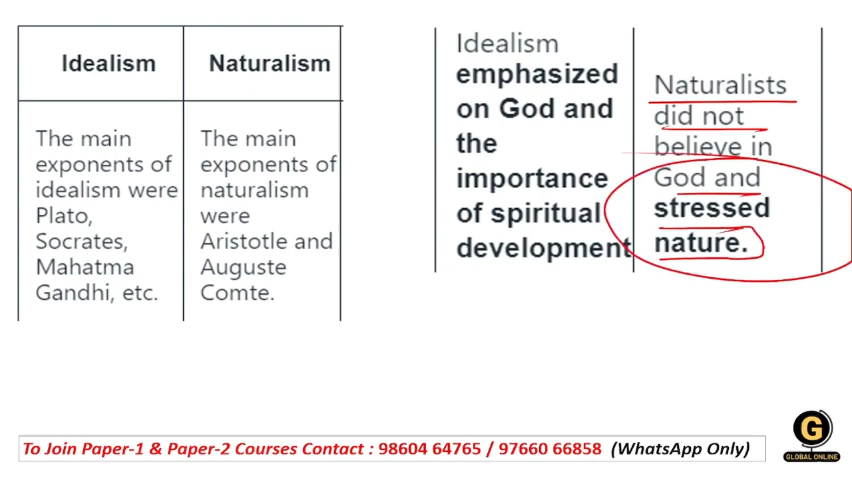 Idealism
Naturalism
The main
exponents of
idealism were
Plato,
Socrates,
Mahatma
Gandhi, etc.
The main
exponents of
naturalism
were
Aristotle and
Auguste
Comte.
Idealism
emphasized
on God and
the
importance
of spiritual
development
Naturalists
did not
believe in
God and
stressed
nature.
To Join Paper-1 & Paper-2 Courses Contact : 98604 64765 / 97660 66858 (WhatsApp Only)
G
GLOBAL ONLINE